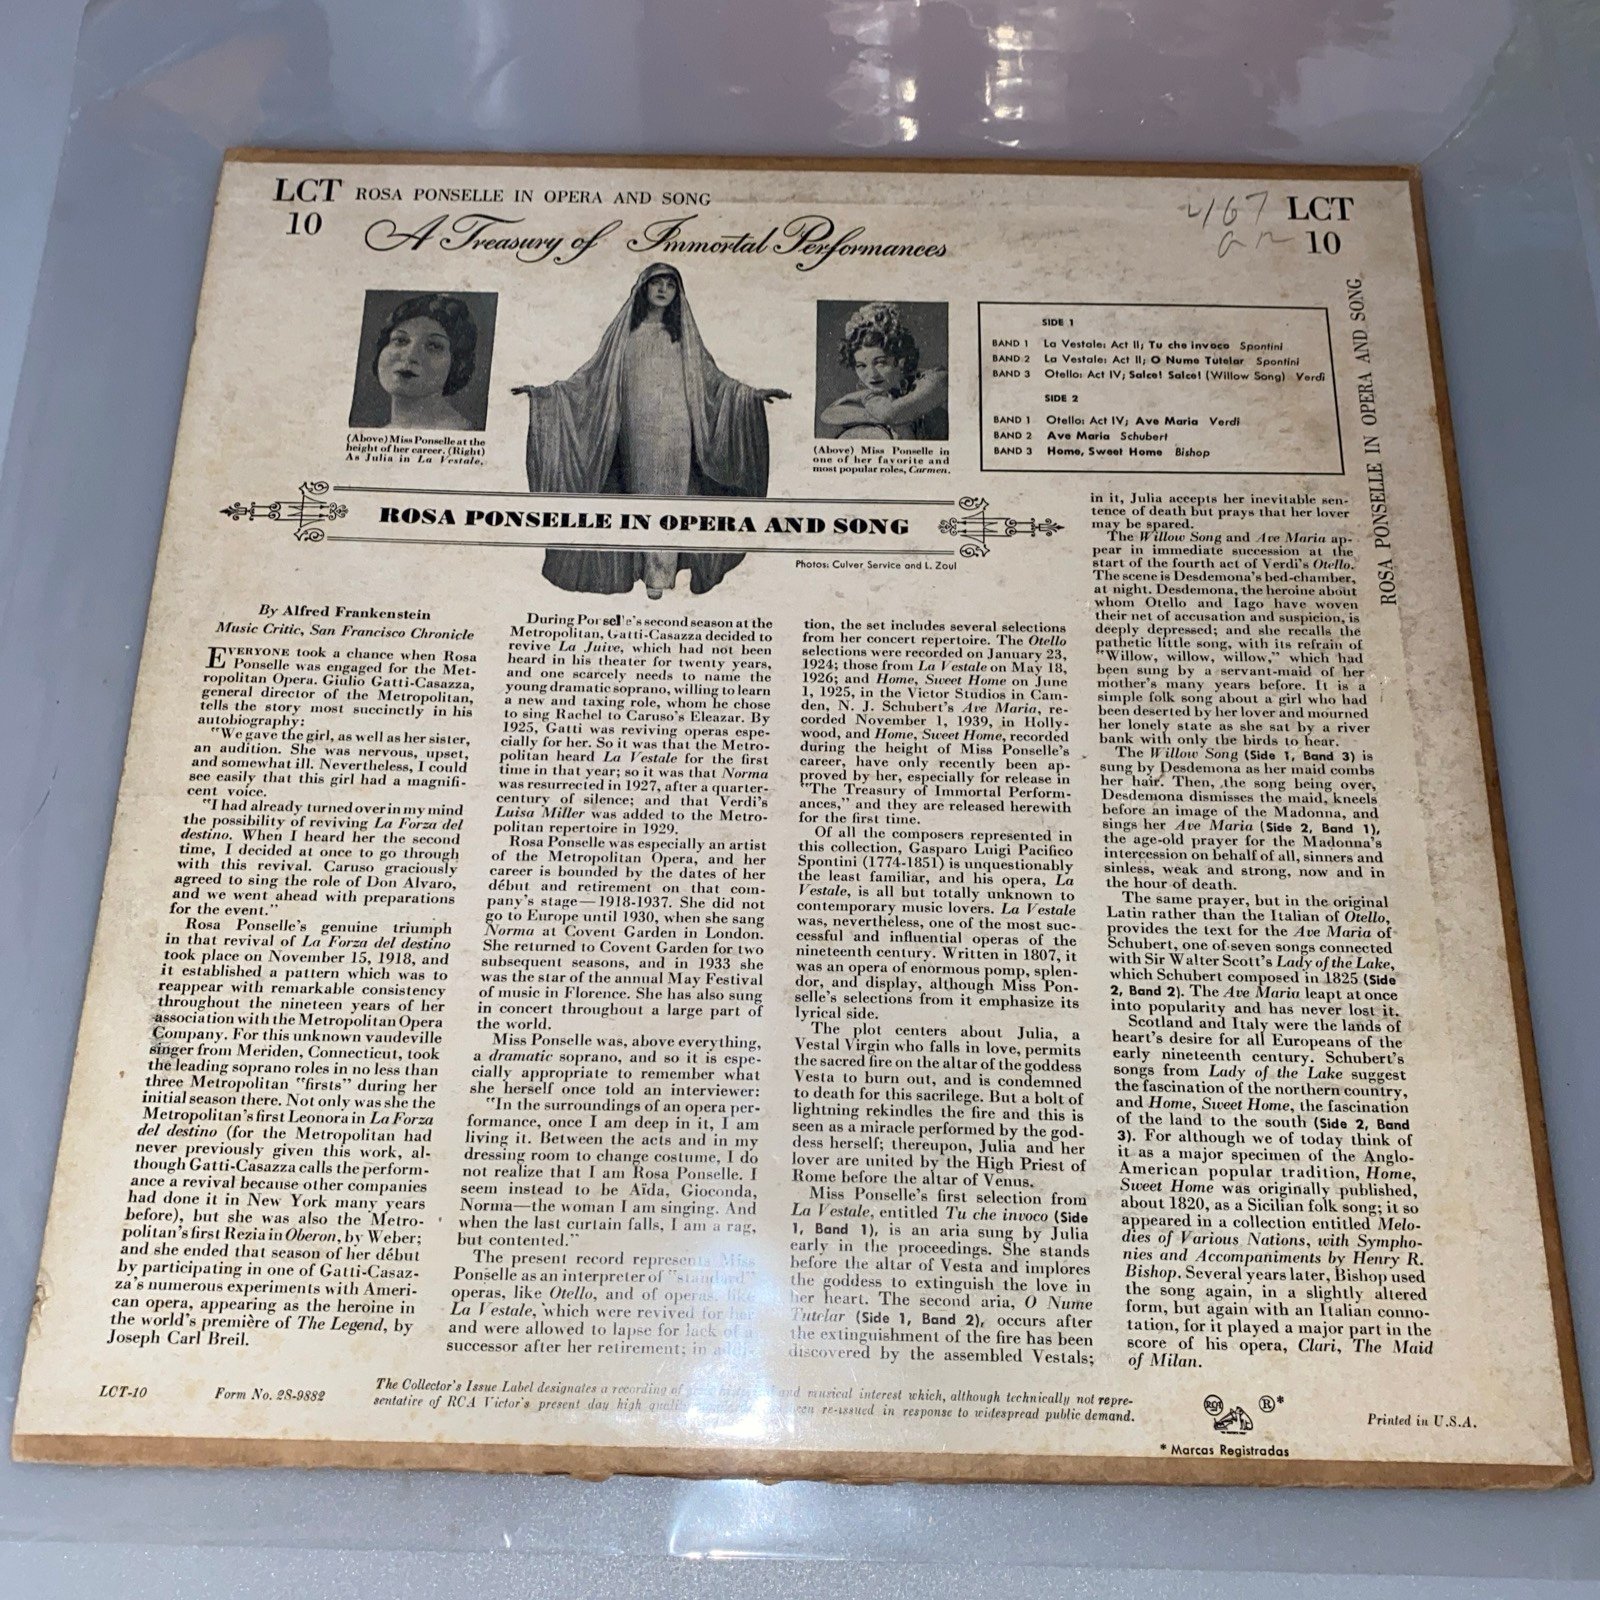 LCT
10
ROSA PONSELLE IN OPERA AND SONG
A Treasury of Immortal Performances
467
LCT
10
ROSA PONSELLE IN OPERA AND SONG
(Above) Miss Ponselle at the
height of her career. (Right)
As Julia in La Vestale.
(Above) Miss Ponselle in
one of her favorite and
most popular roles, Carmen.
SIDE 1
BAND 1 La Vestale: Act II; Tu che invoco Spontini
BAND 2 La Vestale: Act II; O Nume Tutelar Spontini
BAND 3 Otello: Act IV; Salce! Salce! (Willow Song) Verdi
SIDE 2
BAND 1 Otello: Act IV; Ave Maria Verdi
BAND 2 Ave Maria Schubert
BAND 3 Home, Sweet Home Bishop
ROSA PONSELLE IN OPERA AND SONG
Photos: Culver Service and L. Zoul
By Alfred Frankenstein
Music Critic, San Francisco Chronicle
EVERYONE took a chance when Rosa
Ponselle was engaged for the Met-
ropolitan Opera. Giulio Gatti-Casazza,
general director of the Metropolitan,
tells the story most succinctly in his
autobiography:
"We gave the girl, as well as her sister,
an audition. She was nervous, upset,
and somewhat ill. Nevertheless, I could
see easily that this girl had a magnifi-
cent voice.
"I had already turned over in my mind
the possibility of reviving La Forza del
destino. When I heard her the second
time, I decided at once to go through
with this revival. Caruso graciously
agreed to sing the role of Don Alvaro,
and we went ahead with preparations
for the event."
Rosa Ponselle's genuine triumph
in that revival of La Forza del destino
took place on November 15, 1918, and
it established a pattern which was to
reappear with remarkable consistency
throughout the nineteen years of her
association with the Metropolitan Opera
Company. For this unknown vaudeville
singer from Meriden, Connecticut, took
the leading soprano roles in no less than
three Metropolitan "firsts" during her
initial season there. Not only was she the
Metropolitan's first Leonora in La Forza
del destino (for the Metropolitan had
never previously given this work, al-
though Gatti-Casazza calls the perform-
ance a revival because other companies
had done it in New York many years
before), but she was also the Metro-
politan's first Rezia in Oberon, by Weber;
and she ended that season of her début
by participating in one of Gatti-Casaz-
za's numerous experiments with Ameri-
can opera, appearing as the heroine in
the world's première of The Legend, by
Joseph Carl Breil.
During Ponselle's second season at the
Metropolitan, Gatti-Casazza decided to
revive La Juive, which had not been
heard in his theater for twenty years,
and one scarcely needs to name the
young dramatic soprano, willing to learn
a new and taxing role, whom he chose
to sing Rachel to Caruso's Eleazar. By
1925, Gatti was reviving operas espe-
cially for her. So it was that the Metro-
politan heard La Vestale for the first
time in that year; so it was that Norma
was resurrected in 1927, after a quarter-
century of silence; and that Verdi's
Luisa Miller was added to the Metro-
politan repertoire in 1929.
Rosa Ponselle was especially an artist
of the Metropolitan Opera, and her
career is bounded by the dates of her
début and retirement on that com-
pany's stage—1918-1937. She did not
go to Europe until 1930, when she sang
Norma at Covent Garden in London.
She returned to Covent Garden for two
subsequent seasons, and in 1933 she
was the star of the annual May Festival
of music in Florence. She has also sung
in concert throughout a large part of
the world.
Miss Ponselle was, above everything,
a dramatic soprano, and so it is espe-
cially appropriate to remember what
she herself once told an interviewer:
"In the surroundings of an opera per-
formance, once I am deep in it, I am
living it. Between the acts and in my
dressing room to change costume, I do
not realize that I am Rosa Ponselle. I
seem instead to be Aïda, Gioconda,
Norma—the woman I am singing. And
when the last curtain falls, I am a rag,
but contented."
The present record represents Miss
Ponselle as an interpreter of "standard"
operas, like Otello, and of operas, like
La Vestale, which were revived for her
and were allowed to lapse for lack of a
successor after her retirement; in addi-
tion, the set includes several selections
from her concert repertoire. The Otello
selections were recorded on January 23,
1924; those from La Vestale on May 18,
1926; and Home, Sweet Home on June
1, 1925, in the Victor Studios in Cam-
den, N. J. Schubert's Ave Maria, re-
corded November 1, 1939, in Holly-
wood, and Home, Sweet Home, recorded
during the height of Miss Ponselle's
career, have only recently been ap-
proved by her, especially for release in
"The Treasury of Immortal Perform-
ances," and they are released herewith
for the first time.
Of all the composers represented in
this collection, Gasparo Luigi Pacifico
Spontini (1774-1851) is unquestionably
the least familiar, and his opera, La
Vestale, is all but totally unknown to
contemporary music lovers. La Vestale
was, nevertheless, one of the most suc-
cessful and influential operas of the
nineteenth century. Written in 1807, it
was an opera of enormous pomp, splen-
dor, and display, although Miss Pon-
selle's selections from it emphasize its
lyrical side.
The plot centers about Julia, a
Vestal Virgin who falls in love, permits
the sacred fire on the altar of the goddess
Vesta to burn out, and is condemned
to death for this sacrilege. But a bolt of
lightning rekindles the fire and this is
seen as a miracle performed by the god-
dess herself; thereupon, Julia and her
lover are united by the High Priest of
Rome before the altar of Venus.
Miss Ponselle's first selection from
La Vestale, entitled Tu che invoco (Side
1, Band 1), is an aria sung by Julia
early in the proceedings. She stands
before the altar of Vesta and implores
the goddess to extinguish the love in
her heart. The second aria, O Nume
Tutelar (Side 1, Band 2), occurs after
the extinguishment of the fire has been
discovered by the assembled Vestals;
in it, Julia accepts her inevitable sen-
tence of death but prays that her lover
may be spared.
The Willow Song and Ave Maria ap-
pear in immediate succession at the
start of the fourth act of Verdi's Otello.
The scene is Desdemona's bed-chamber,
at night. Desdemona, the heroine about
whom Otello and Iago have woven
their net of accusation and suspicion, is
deeply depressed; and she recalls the
pathetic little song, with its refrain of
"Willow, willow, willow," which had
been sung by a servant-maid of her
mother's many years before. It is a
simple folk song about a girl who had
been deserted by her lover and mourned
her lonely state as she sat by a river
bank with only the birds to hear.
The Willow Song (Side 1, Band 3) is
sung by Desdemona as her maid combs
her hair. Then, the song being over,
Desdemona dismisses the maid, kneels
before an image of the Madonna, and
sings her Ave Maria (Side 2, Band 1),
the age-old prayer for the Madonna's
intercession on behalf of all, sinners and
sinless, weak and strong, now and in
the hour of death.
The same prayer, but in the original
Latin rather than the Italian of Otello,
provides the text for the Ave Maria of
Schubert, one of seven songs connected
with Sir Walter Scott's Lady of the Lake,
which Schubert composed in 1825 (Side
2, Band 2). The Ave Maria leapt at once
into popularity and has never lost it.
Scotland and Italy were the lands of
heart's desire for all Europeans of the
early nineteenth century. Schubert's
songs from Lady of the Lake suggest
the fascination of the northern country,
and Home, Sweet Home, the fascination
of the land to the south (Side 2, Band
3). For although we of today think of
it as a major specimen of the Anglo-
American popular tradition, Home,
Sweet Home was originally published,
about 1820, as a Sicilian folk song; it so
appeared in a collection entitled Melo-
dies of Various Nations, with Sympho-
nies and Accompaniments by Henry R.
Bishop. Several years later, Bishop used
the song again, in a slightly altered
form, but again with an Italian conno-
tation, for it played a major part in the
score of his opera, Clari, The Maid
of Milan.
LCT-10
Form No. 2S-9882
The Collector's Issue Label designates a recording of and musical interest which, although technically not repre-
sentative of RCA Victor's present day high re-issued in response to widespread public demand.
RCA
®*
* Marcas Registradas
Printed in U.S.A.